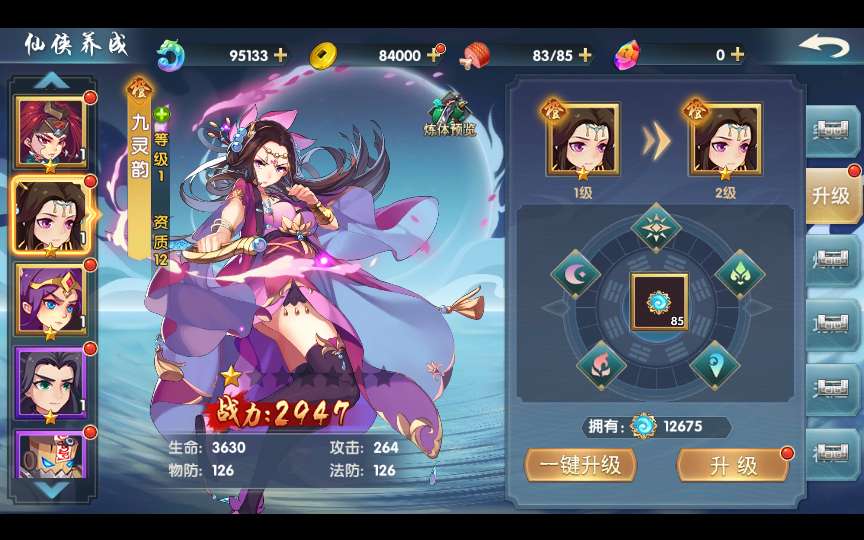 仙侠养成
95133
84000
83/85
0
九灵韵
等级1
资质12
炼体预览
1级
2级
85
升级
战力:2947
生命: 3630
攻击: 264
物防: 126
法防: 126
拥有: 12675
一键升级
升级